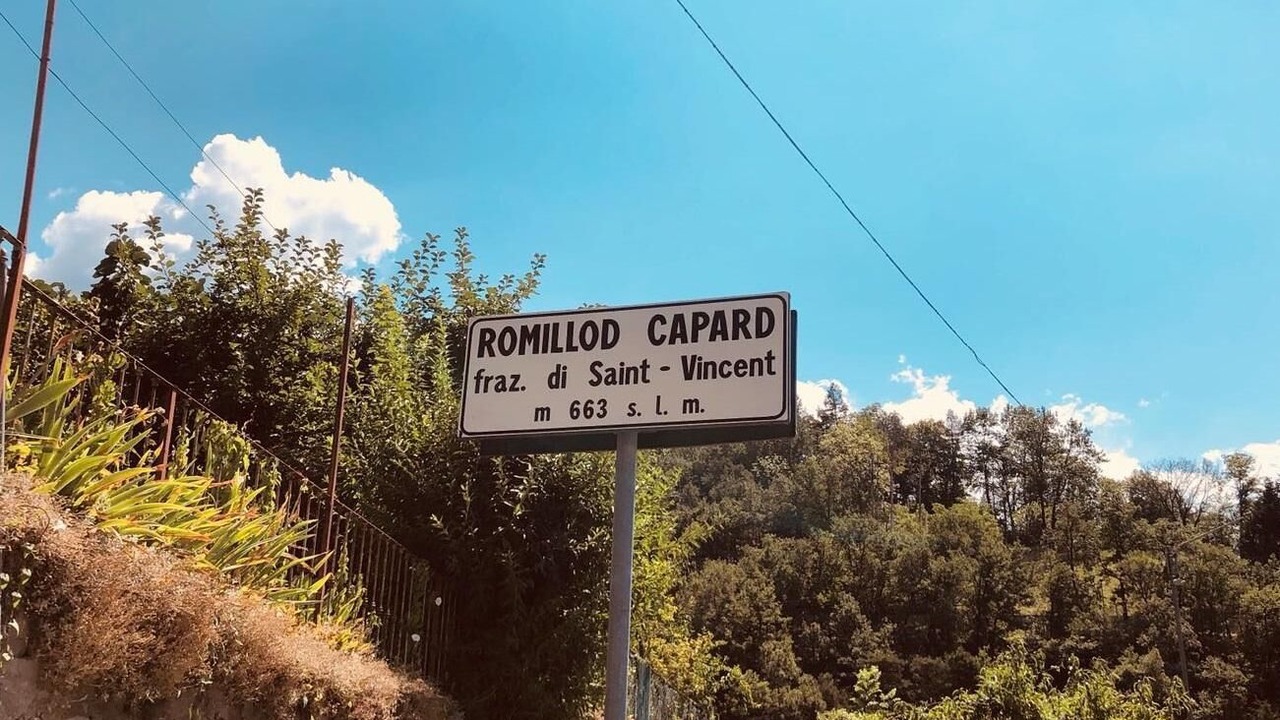 ROMILLOD CAPARD
fraz. di Saint - Vincent
m 663 s. l. m.